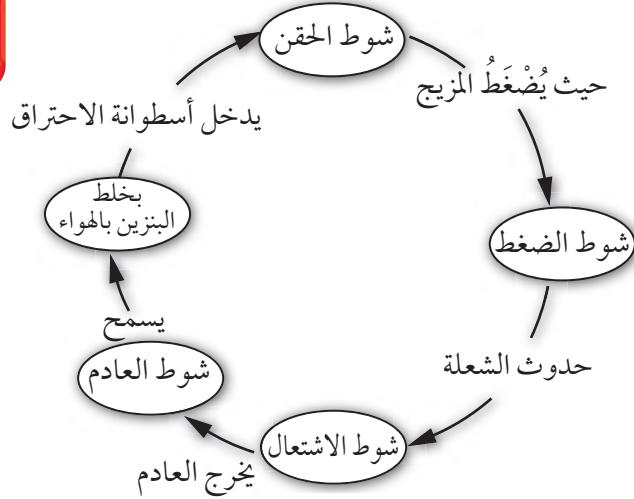 شوط الحقن
حيث يُضْغَطُ المزيج
شوط الضغط
حدوث الشعلة
شوط الاشتعال
يخرج العادم
شوط العادم
يسمح
بخلط
البنزين بالهواء
يدخل أسطوانة الاحتراق